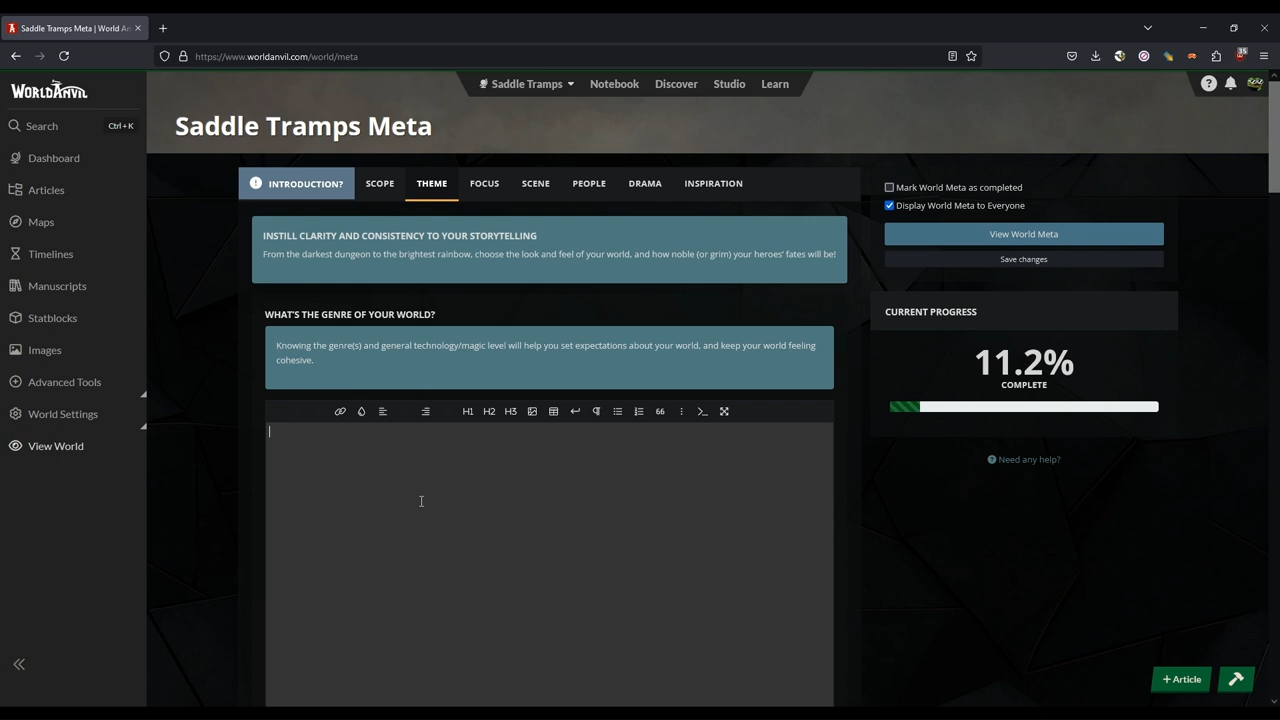 Saddle Tramps Meta | World An
https://www.worldanvil.com/world/meta
35
WORLDANVIL
Search Ctrl+K
Dashboard
Articles
Maps
Timelines
Manuscripts
Statblocks
Images
Advanced Tools
World Settings
View World
Saddle Tramps Notebook Discover Studio Learn
Saddle Tramps Meta
INTRODUCTION? SCOPE THEME FOCUS SCENE PEOPLE DRAMA INSPIRATION
INSTILL CLARITY AND CONSISTENCY TO YOUR STORYTELLING
From the darkest dungeon to the brightest rainbow, choose the look and feel of your world, and how noble (or grim) your heroes' fates will be!
WHAT'S THE GENRE OF YOUR WORLD?
Knowing the genre(s) and general technology/magic level will help you set expectations about your world, and keep your world feeling
cohesive.
H1 H2 H3 66
Mark World Meta as completed
Display World Meta to Everyone
View World Meta
Save changes
CURRENT PROGRESS
11.2%
COMPLETE
Need any help?
+ Article